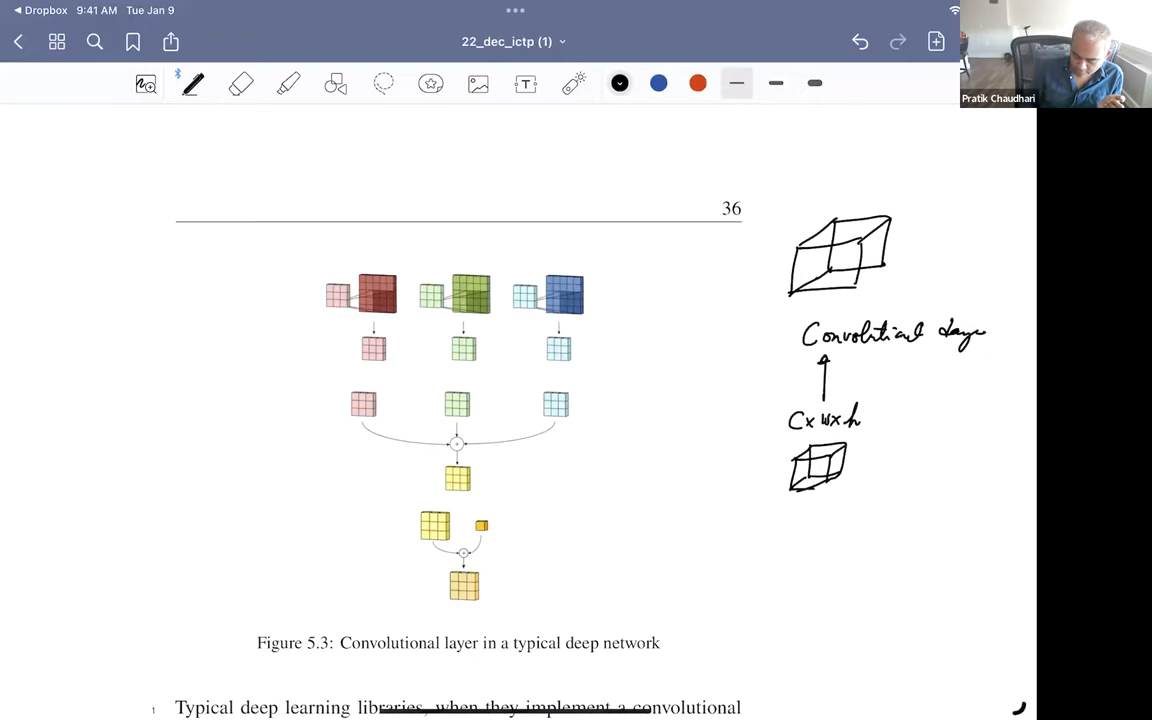 Dropbox 9:41 AM Tue Jan 9
22_dec_ictp (1)
Pratik Chaudhari
36
Convolutional
C x w x h
Figure 5.3: Convolutional layer in a typical deep network
1 Typical deep learning libraries, when they implement a convolutional